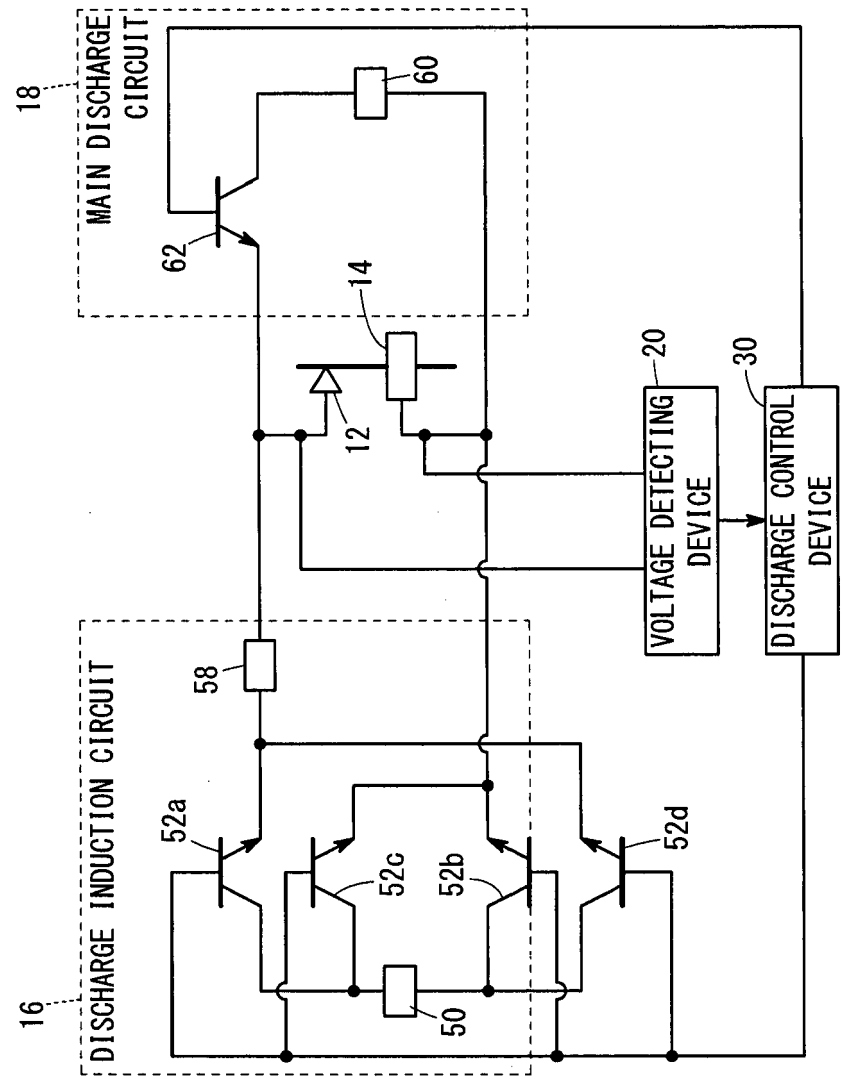 18
MAIN DISCHARGE
CIRCUIT
60
62
14
12
20
VOLTAGE DETECTING
DEVICE
30
DISCHARGE CONTROL
DEVICE
16
DISCHARGE INDUCTION CIRCUIT
58
52a
52c
52b
52d
50